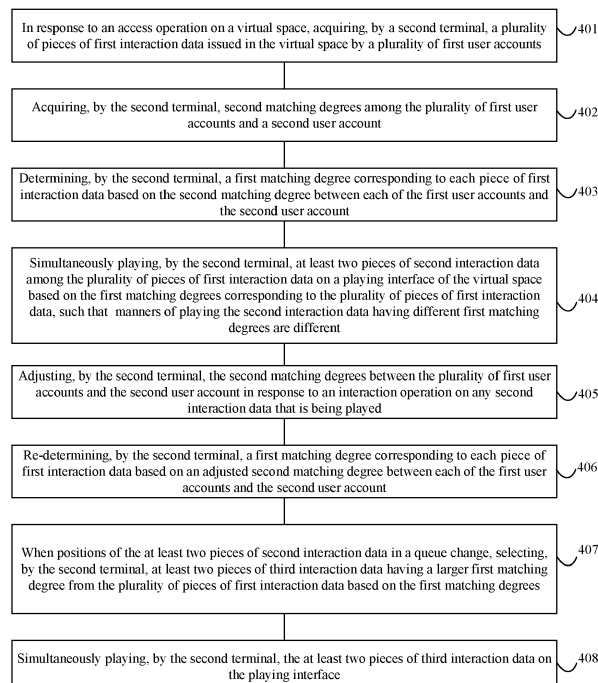 In response to an access operation on a virtual space, acquiring, by a second terminal, a plurality
of pieces of first interaction data issued in the virtual space by a plurality of first user accounts
401
Acquiring, by the second terminal, second matching degrees among the plurality of first user
accounts and a second user account
402
Determining, by the second terminal, a first matching degree corresponding to each piece of first
interaction data based on the second matching degree between each of the first user accounts and
the second user account
403
Simultaneously playing, by the second terminal, at least two pieces of second interaction data
among the plurality of pieces of first interaction data on a playing interface of the virtual space
based on the first matching degrees corresponding to the plurality of pieces of first interaction
data, such that manners of playing the second interaction data having different first matching
degrees are different
404
Adjusting, by the second terminal, the second matching degrees between the plurality of first user
accounts and the second user account in response to an interaction operation on any second
interaction data that is being played
405
Re-determining, by the second terminal, a first matching degree corresponding to each piece of
first interaction data based on an adjusted second matching degree between each of the first user
accounts and the second user account
406
When positions of the at least two pieces of second interaction data in a queue change, selecting,
by the second terminal, at least two pieces of third interaction data having a larger first matching
degree from the plurality of pieces of first interaction data based on the first matching degrees
407
Simultaneously playing, by the second terminal, the at least two pieces of third interaction data on
the playing interface
408